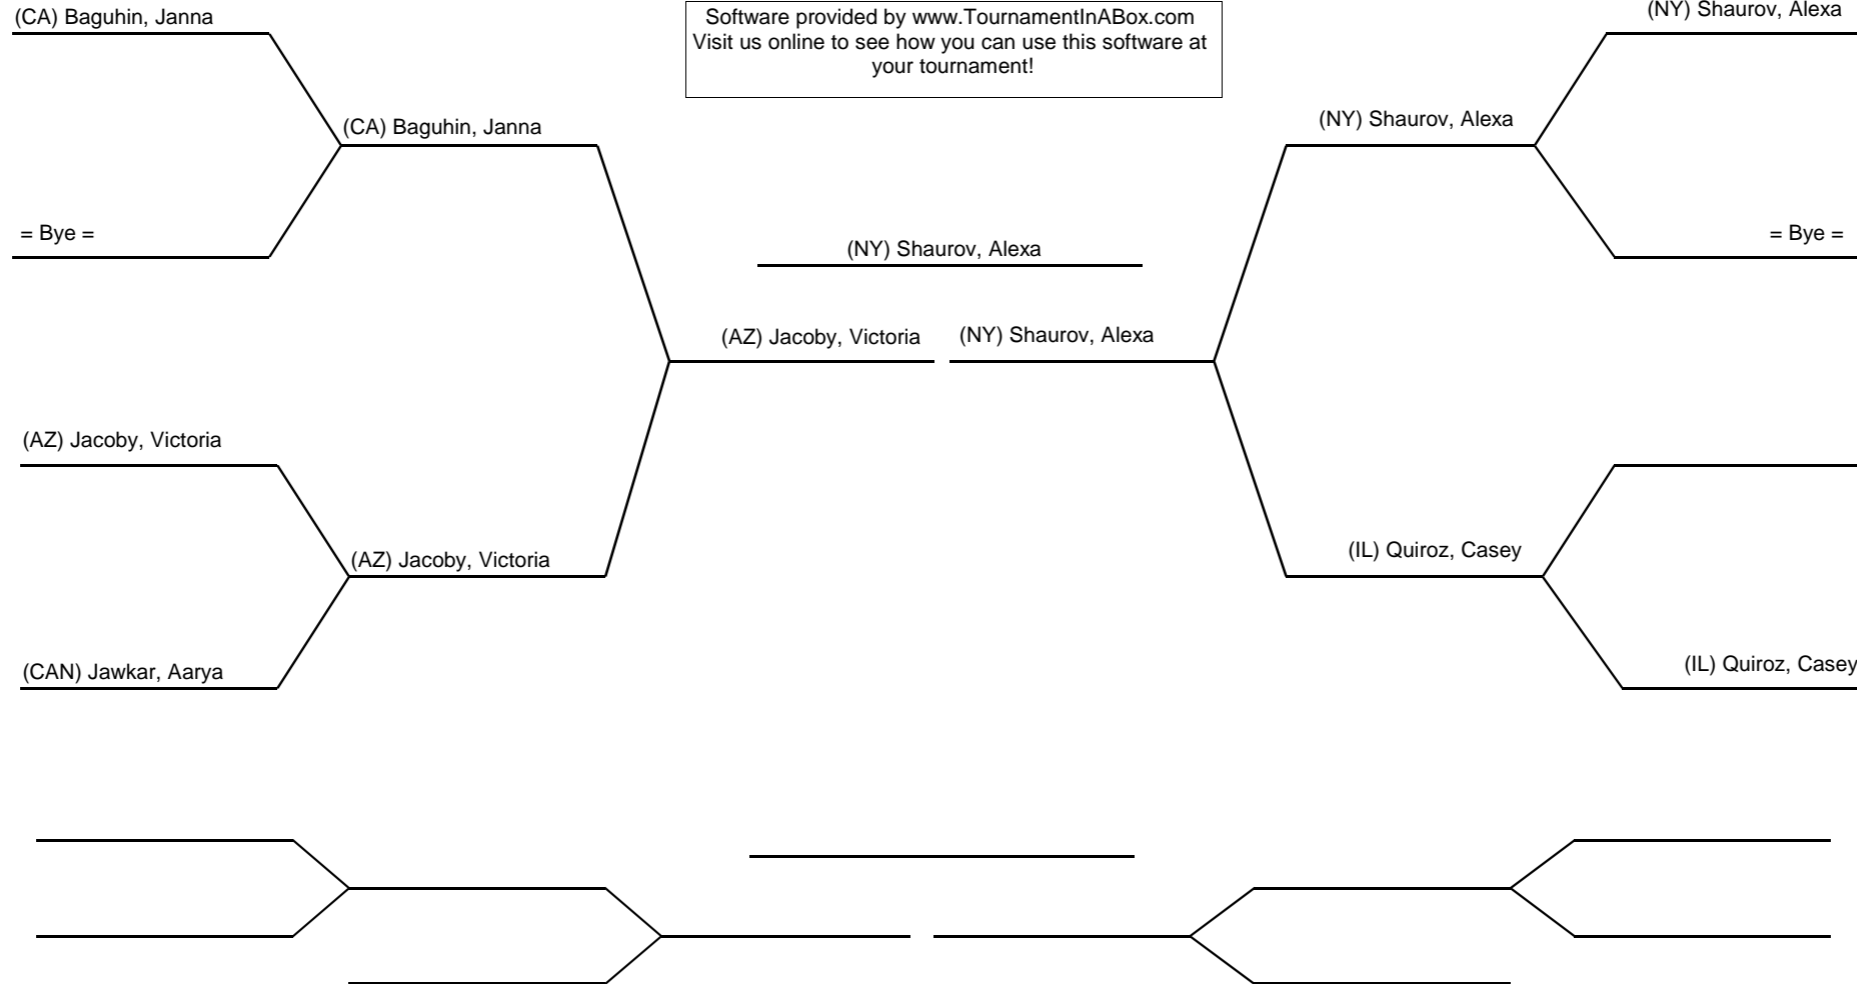 (CA) Baguhin, Janna
Software provided by www.TournamentInABox.com
Visit us online to see how you can use this software at
your tournament!
(NY) Shaurov, Alexa
(CA) Baguhin, Janna
(NY) Shaurov, Alexa
= Bye =
(NY) Shaurov, Alexa
= Bye =
(AZ) Jacoby, Victoria
(NY) Shaurov, Alexa
(AZ) Jacoby, Victoria
(AZ) Jacoby, Victoria
(IL) Quiroz, Casey
(CAN) Jawkar, Aarya
(IL) Quiroz, Casey